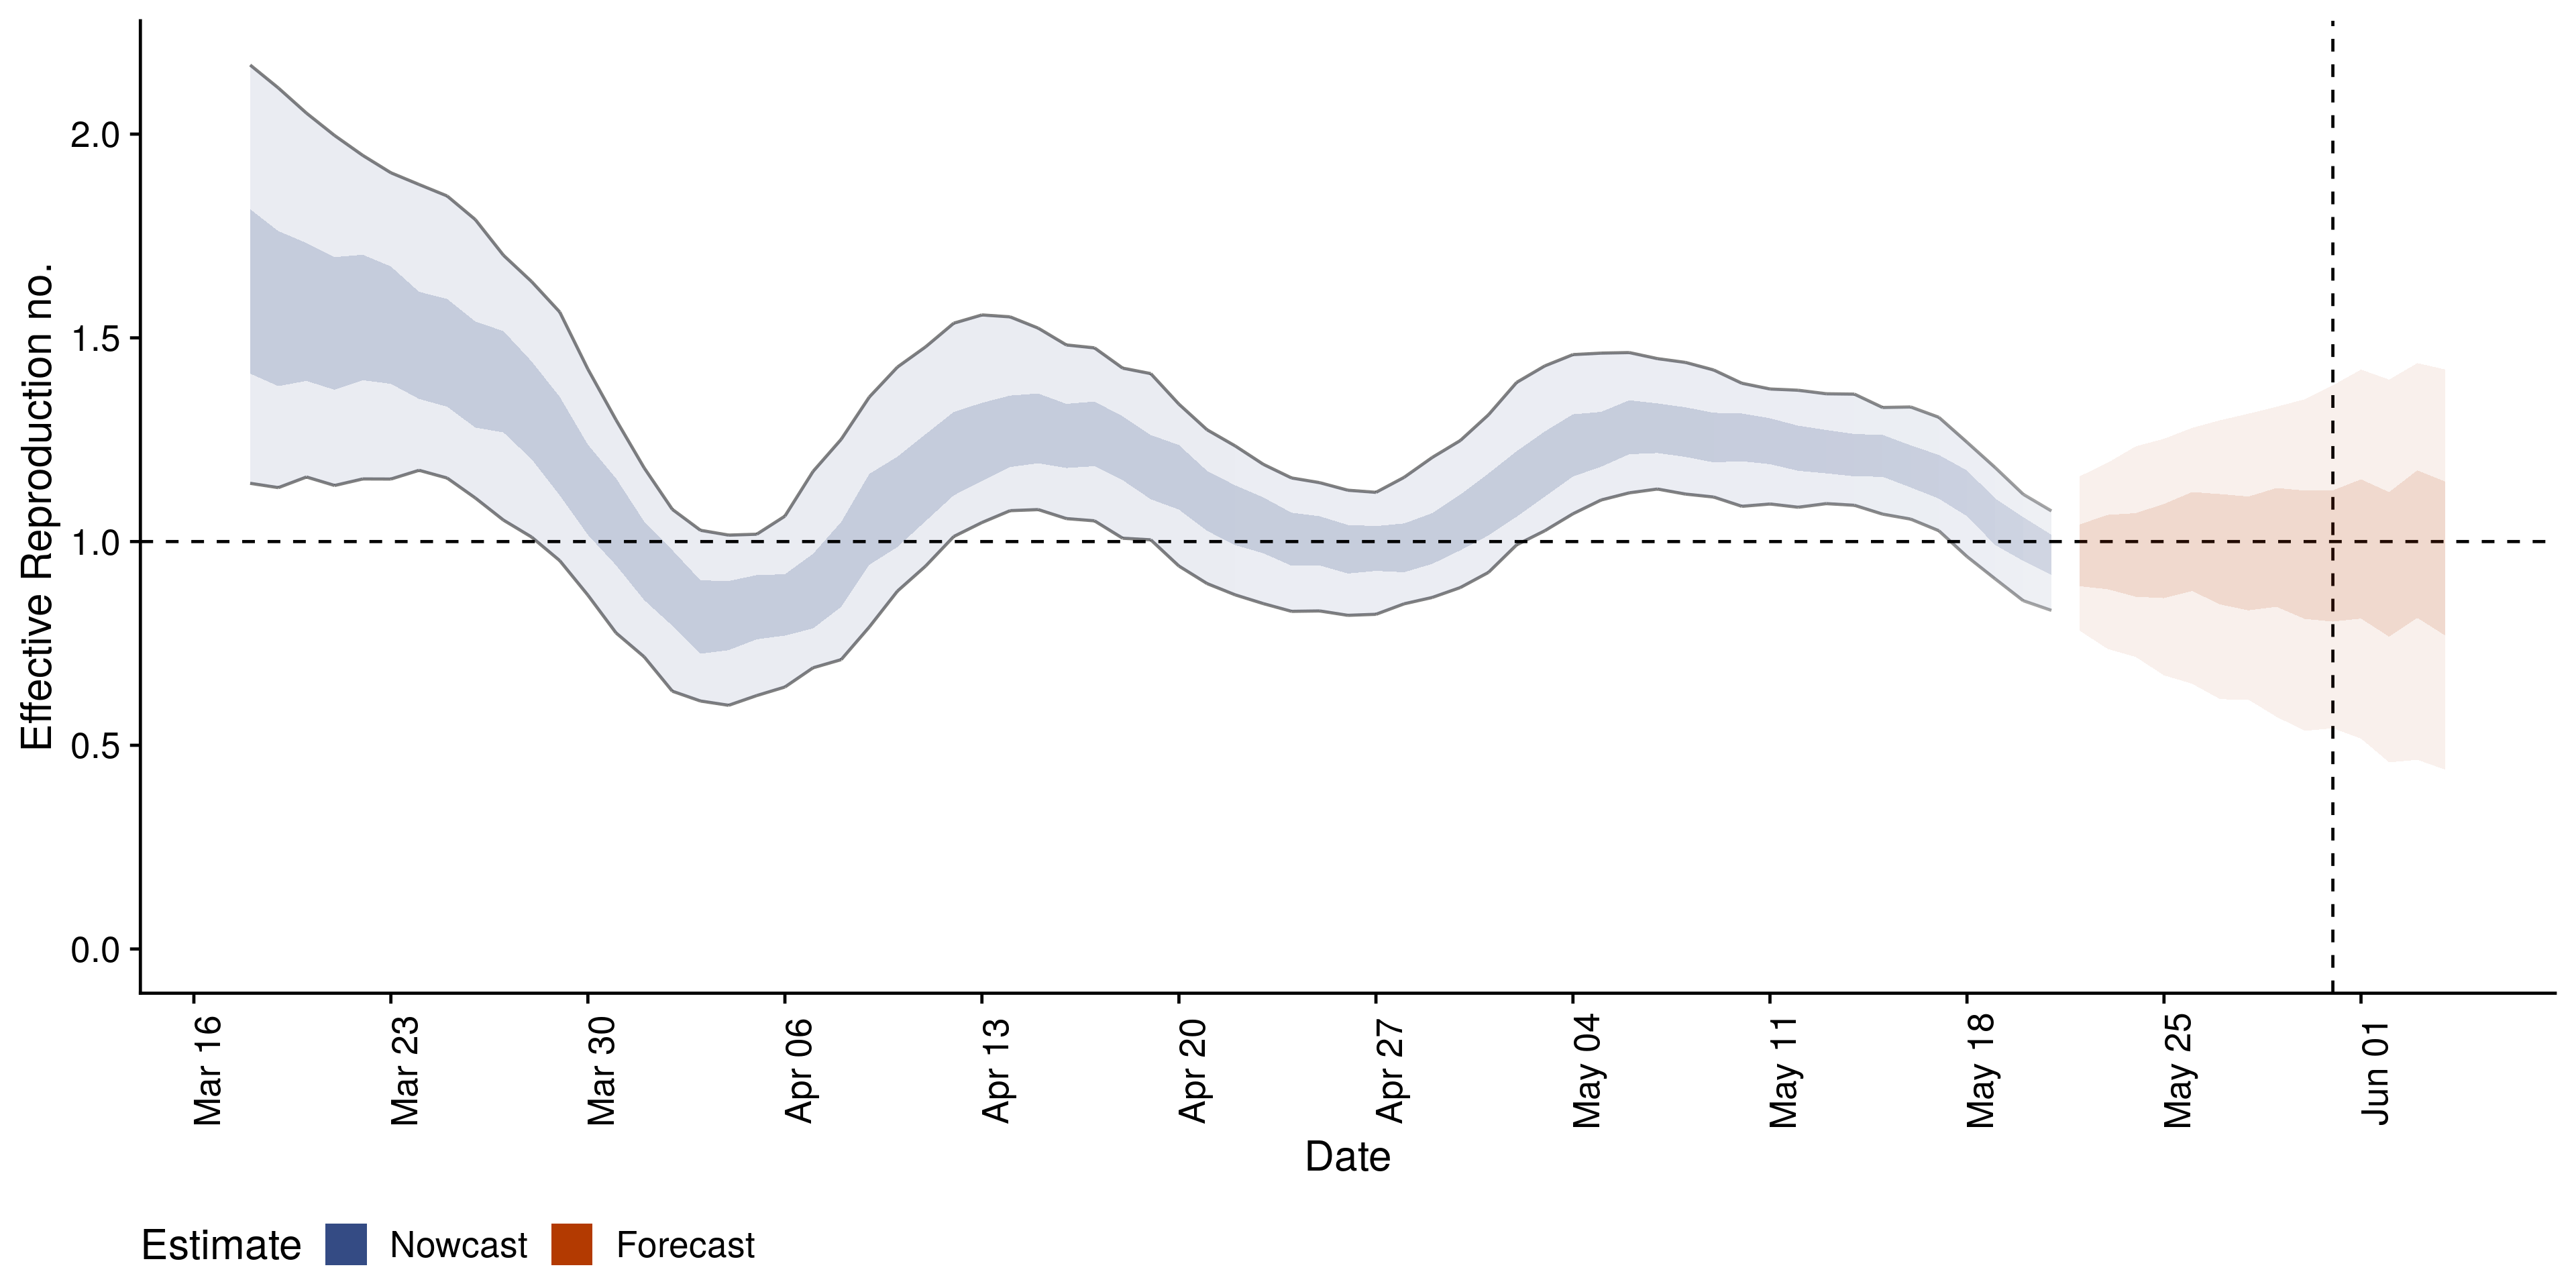 Effective Reproduction no.
2.0
1.5
1.0
0.5
0.0
Mar 16
Mar 23
Mar 30
Apr 06
Apr 13
Apr 20
Apr 27
May 04
May 11
May 18
May 25
Jun 01
Date
Estimate Nowcast Forecast